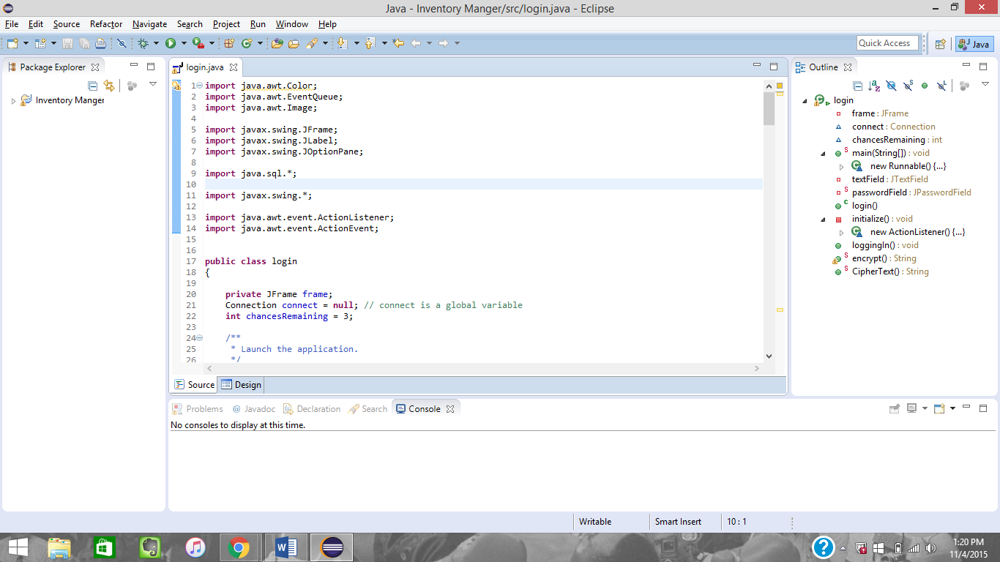 Java - Inventory Manger/src/login.java - Eclipse
File Edit Source Refactor Navigate Search Project Run Window Help
Quick Access
Java
Package Explorer
Inventory Manger
login.java
1 import java.awt.Color;
2 import java.awt.EventQueue;
3 import java.awt.Image;
4
5 import javax.swing.JFrame;
6 import javax.swing.JLabel;
7 import javax.swing.JOptionPane;
8
9 import java.sql.*;
10
11 import javax.swing.*;
12
13 import java.awt.event.ActionListener;
14 import java.awt.event.ActionEvent;
15
16
17 public class login
18 {
19
20 private JFrame frame;
21 Connection connect = null; // connect is a global variable
22 int chancesRemaining = 3;
23
24 /**
25 * Launch the application.
26 */
Source Design
Outline
login
frame : JFrame
connect : Connection
chancesRemaining : int
main(String[]) : void
new Runnable() {...}
textField : JTextField
passwordField : JPasswordField
login()
initialize() : void
new ActionListener() {...}
loggingIn() : void
encrypt() : String
CipherText() : String
Problems @ Javadoc Declaration Search Console
No consoles to display at this time.
Writable Smart Insert 10 : 1
1:20 PM
11/4/2015